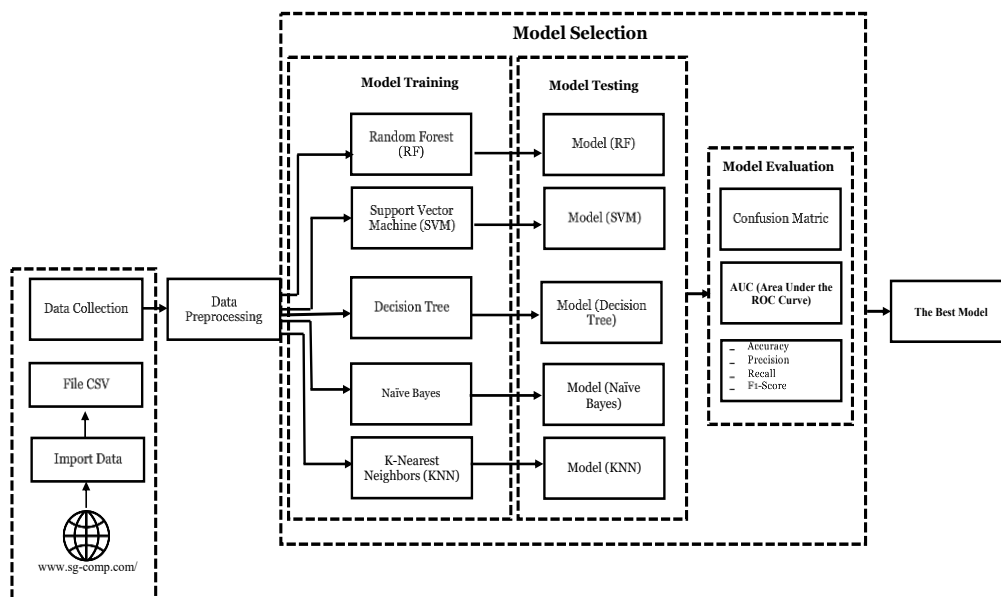 Model Selection
Model Training
Random Forest
(RF)
Support Vector
Machine (SVM)
Decision Tree
Naïve Bayes
K-Nearest
Neighbors (KNN)
Model Testing
Model (RF)
Model (SVM)
Model (Decision
Tree)
Model (Naïve
Bayes)
Model (KNN)
Model Evaluation
Confusion Matric
AUC (Area Under the
ROC Curve)
– Accuracy
– Precision
– Recall
– F1-Score
Data Collection
File CSV
Import Data
www.sg-comp.com/
Data
Preprocessing
The Best Model